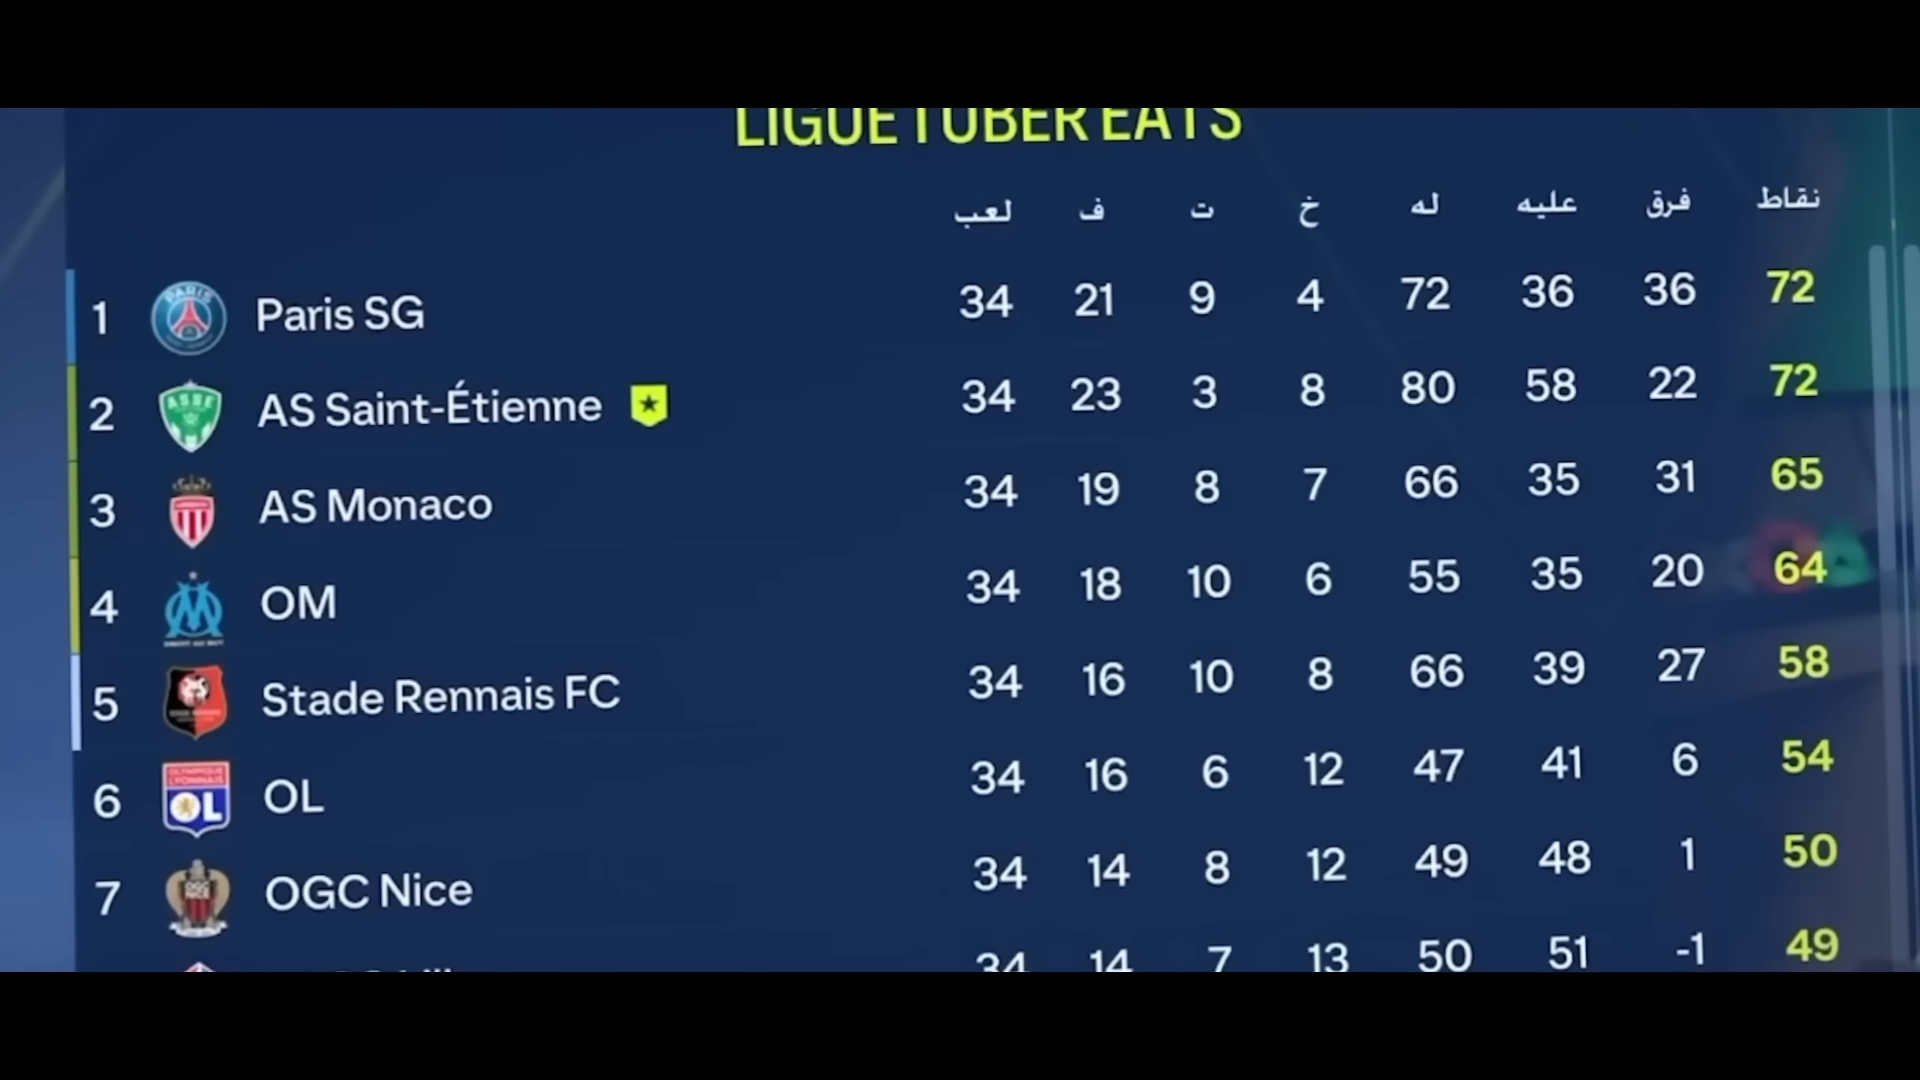 LIGUE 1 UBER EATS
لعب ف ت خ له عليه فرق نقاط
1 Paris SG 34 21 9 4 72 36 36 72
2 AS Saint-Étienne 34 23 3 8 80 58 22 72
3 AS Monaco 34 19 8 7 66 35 31 65
4 OM 34 18 10 6 55 35 20 64
5 Stade Rennais FC 34 16 10 8 66 39 27 58
6 OL 34 16 6 12 47 41 6 54
7 OGC Nice 34 14 8 12 49 48 1 50
34 14 7 13 50 51 -1 49